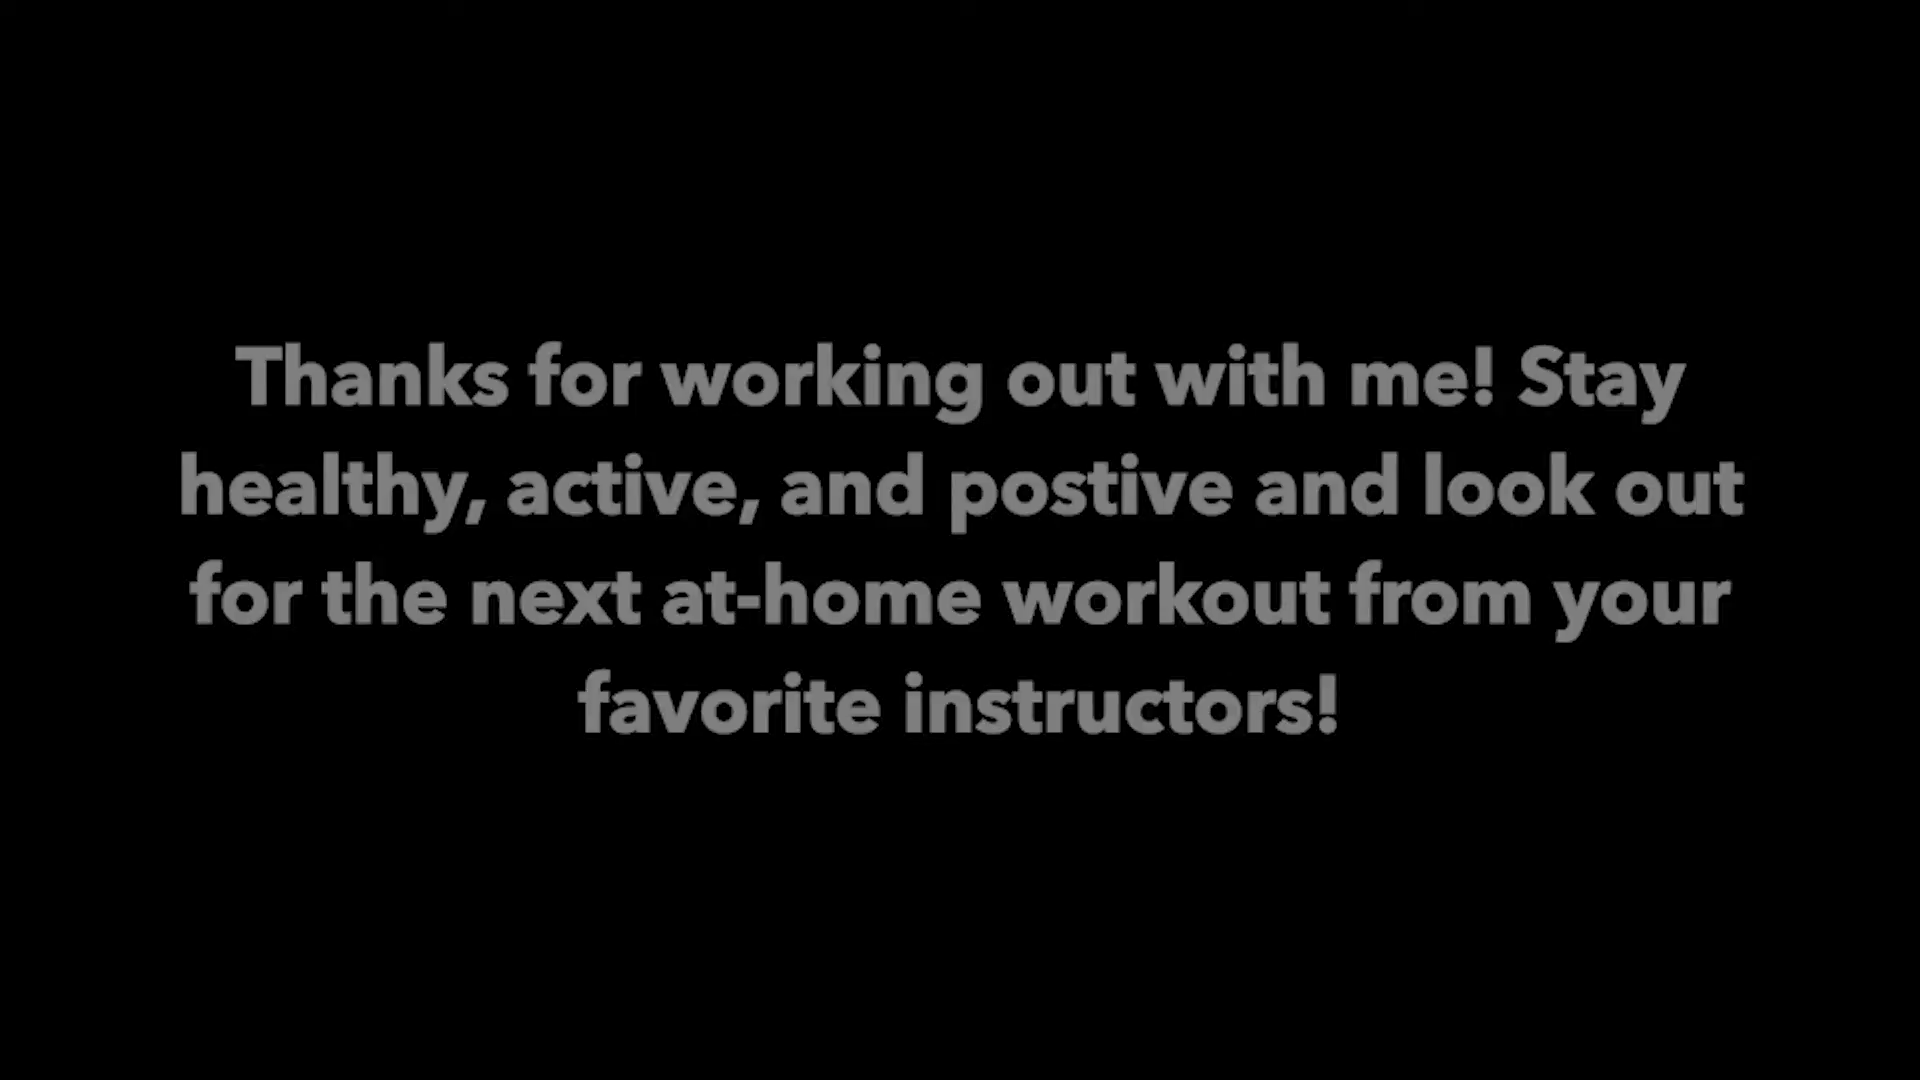 Thanks for working out with me! Stay
healthy, active, and postive and look out
for the next at-home workout from your
favorite instructors!